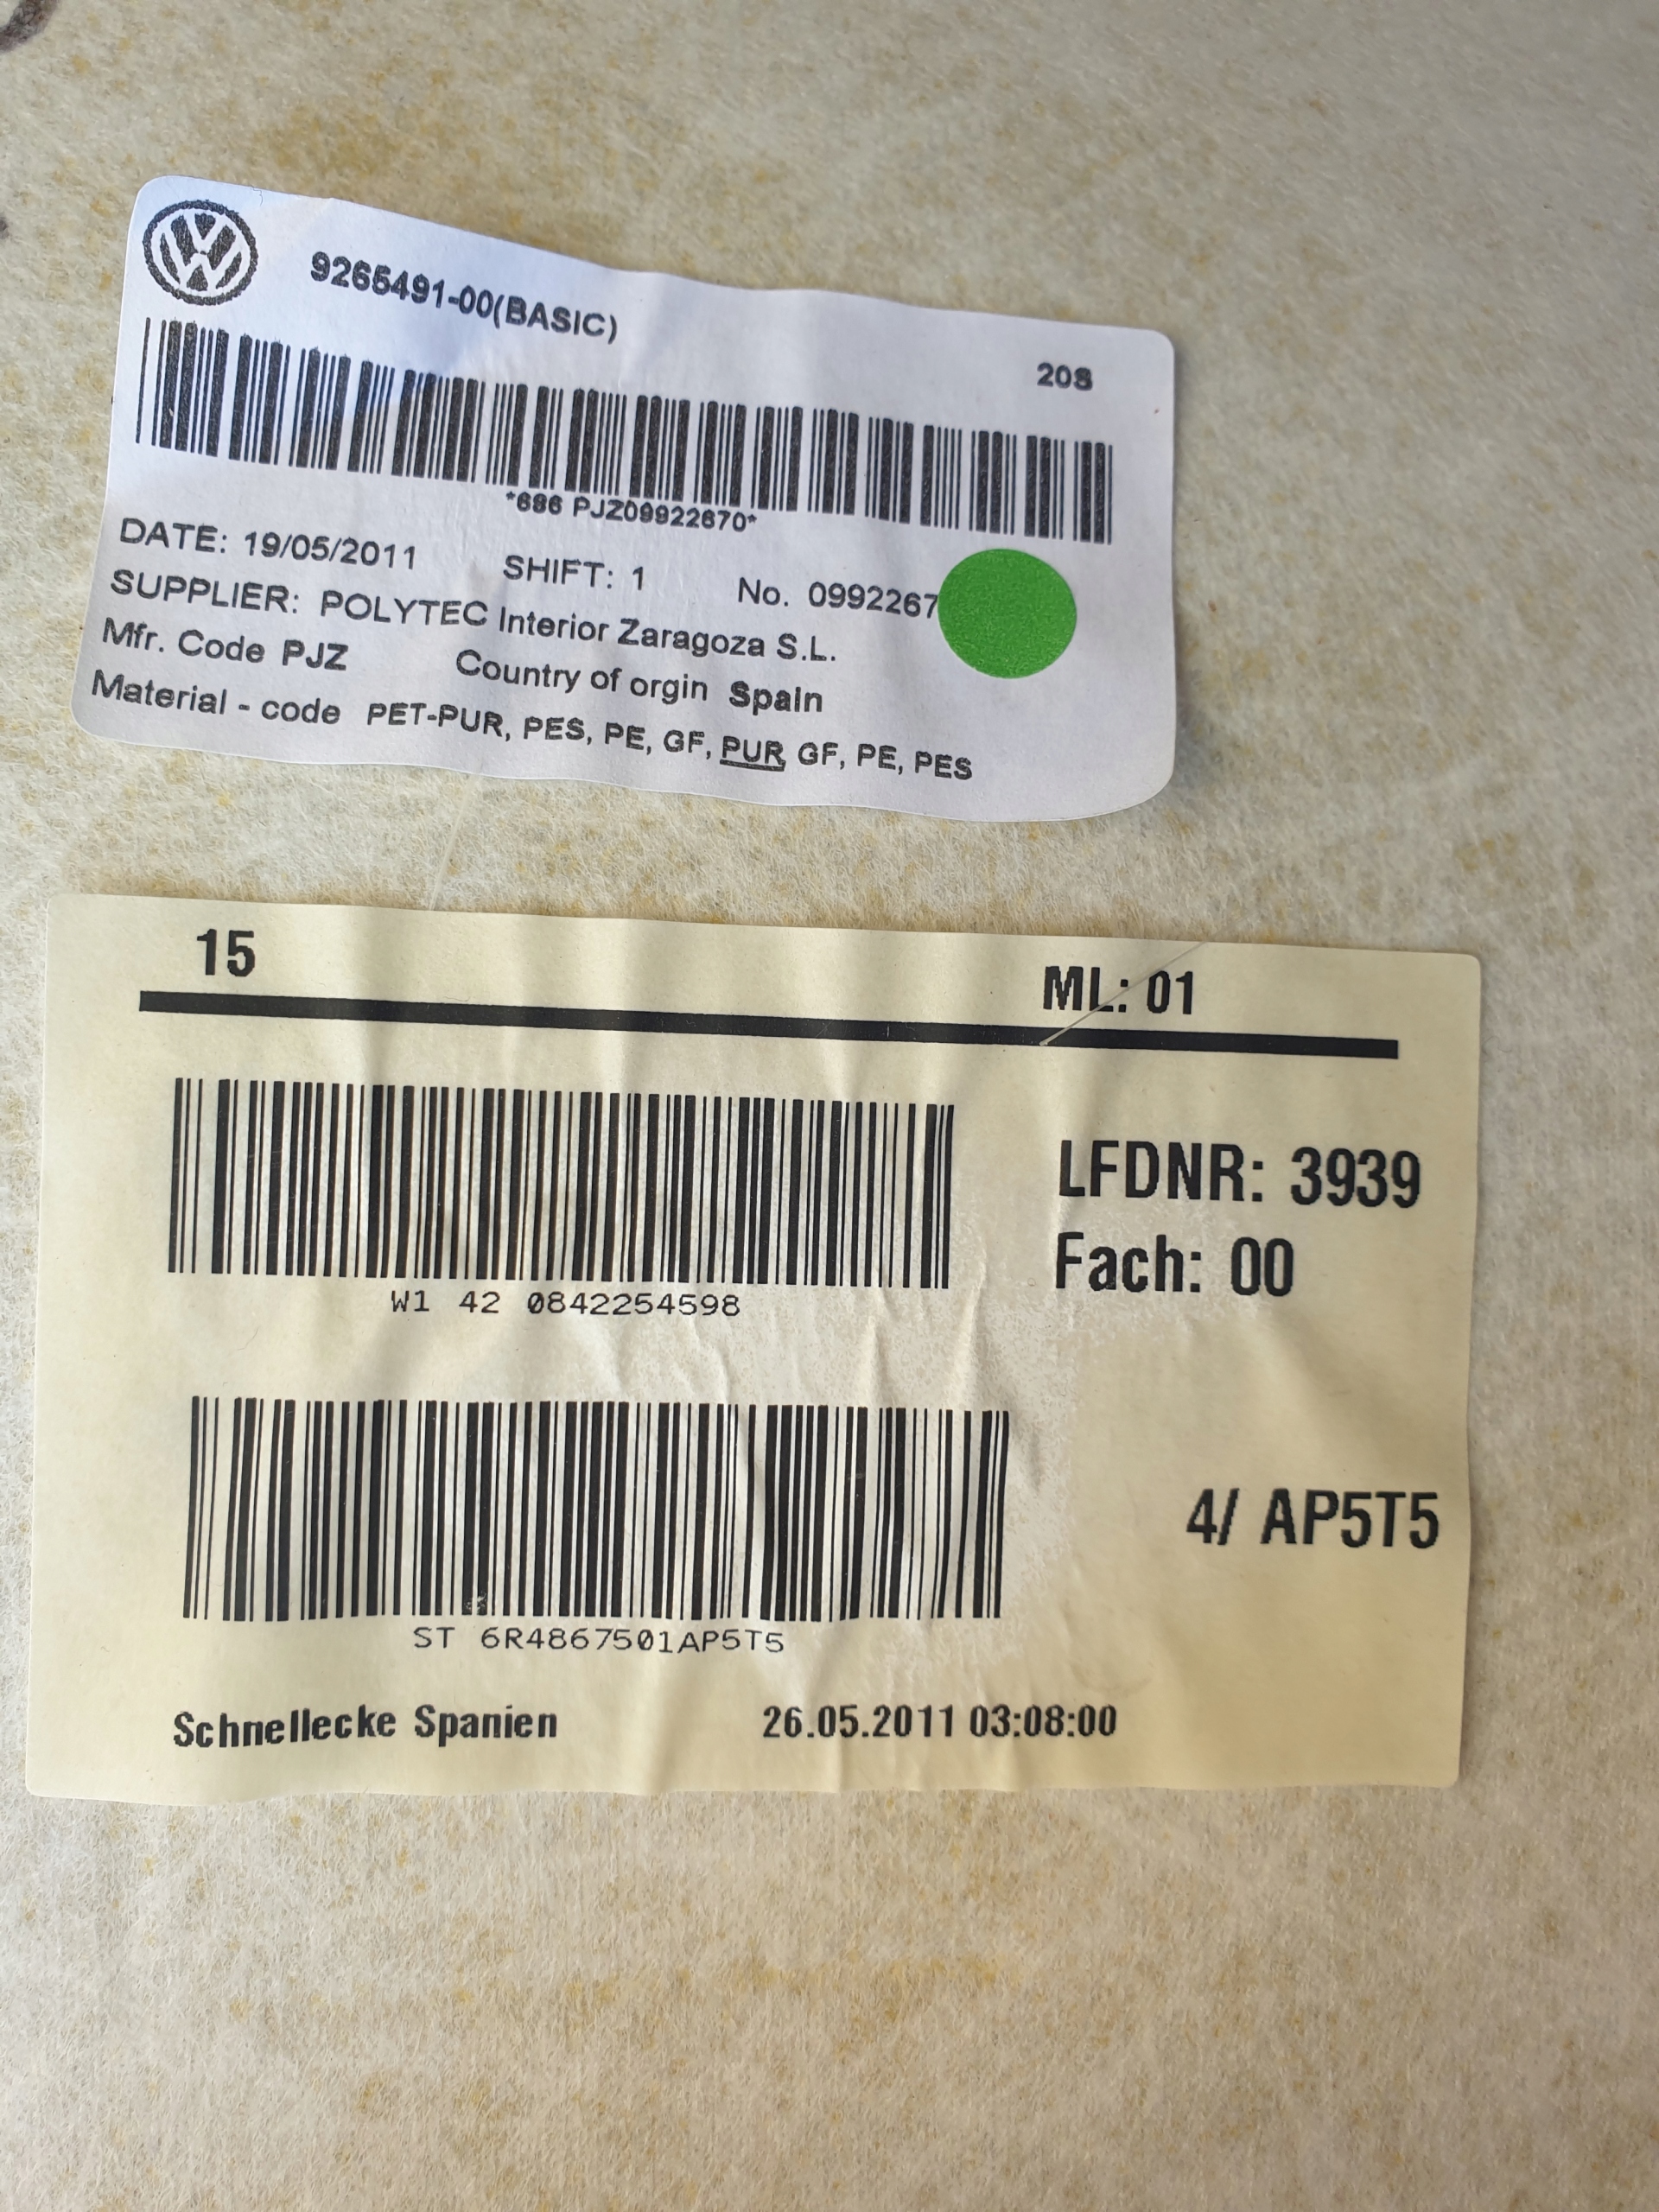 9265491-00(BASIC)
208
*686 PJZ09922670*
DATE: 19/05/2011 SHIFT: 1 No. 0992267
SUPPLIER: POLYTEC Interior Zaragoza S.L.
Mfr. Code PJZ Country of orgin Spain
Material - code PET-PUR, PES, PE, GF, PUR GF, PE, PES
15 ML: 01
LFDNR: 3939
Fach: 00
W1 42 0842254598
4/ AP5T5
ST 6R4867501AP5T5
Schnellecke Spanien 26.05.2011 03:08:00